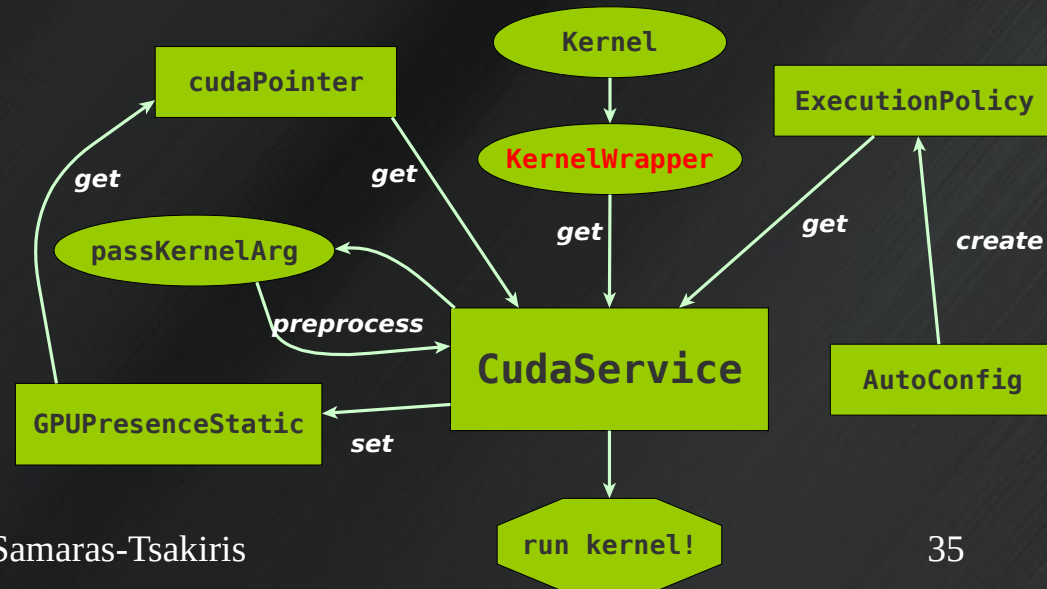 Kernel
cudaPointer
ExecutionPolicy
KernelWrapper
get
get
get
get
create
passKernelArg
preprocess
CudaService
AutoConfig
GPUPresenceStatic
set
run kernel!
Samaras-Tsakiris
35